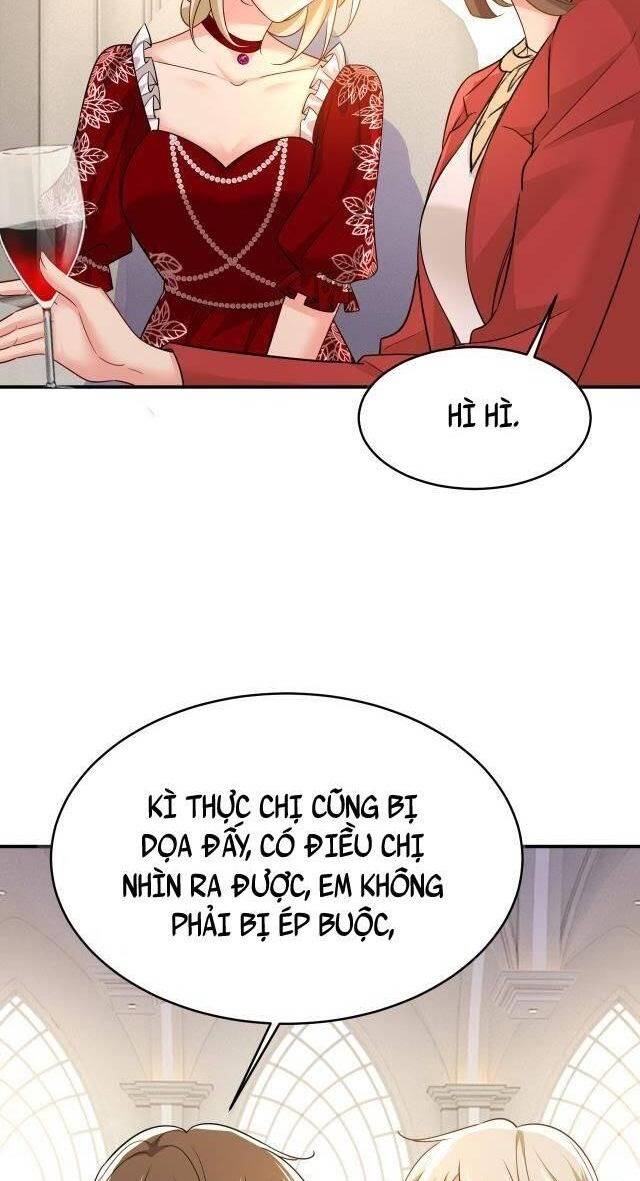 HÌ HÌ.
KÌ THỰC CHỊ CŨNG BỊ
DỌA ĐẤY, CÓ ĐIỀU CHỊ
NHÌN RA ĐƯỢC, EM KHÔNG
PHẢI BỊ ÉP BUỘC,